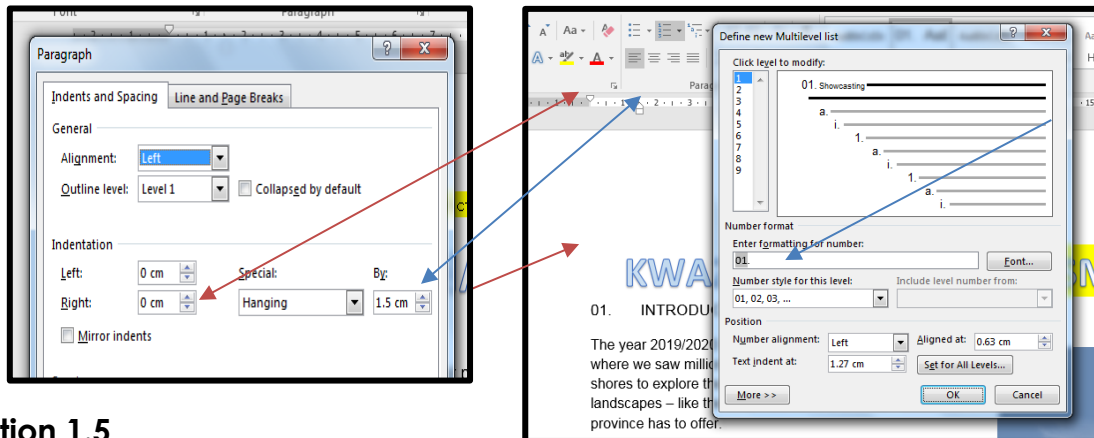 Paragraph
Indents and Spacing Line and Page Breaks
General
Alignment: Left
Outline level: Level 1 Collapsed by default
Indentation
Left: 0 cm Special: By:
Right: 0 cm Hanging 1.5 cm
Mirror indents
Define new Multilevel list
Click level to modify:
1
2
3
4
5
6
7
8
9
01. Showcasting
a.
i.
1.
a.
i.
1.
a.
i.
Number format
Enter formatting for number:
01. Font...
Number style for this level: Include level number from:
01, 02, 03, ...
Position
Number alignment: Left Aligned at: 0.63 cm
Text indent at: 1.27 cm Set for All Levels...
More >> OK Cancel
Parag
KWA
01. INTRODU
The year 2019/2020
where we saw millio
shores to explore th
landscapes – like th
province has to offer.
tion 1.5